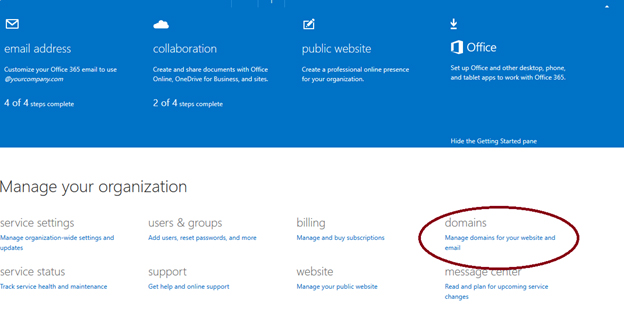 email address
Customize your Office 365 email to use
@yourcompany.com
4 of 4 steps complete
collaboration
Create and share documents with Office
Online, OneDrive for Business, and sites.
2 of 4 steps complete
public website
Create a professional online presence
for your organization.
Office
Set up Office and other desktop, phone,
and tablet apps to work with Office 365.
Hide the Getting Started pane
Manage your organization
service settings
Manage organization-wide settings and
updates
users & groups
Add users, reset passwords, and more
billing
Manage and buy subscriptions
domains
Manage domains for your website and
email
service status
Track service health and maintenance
support
Get help and online support
website
Manage your public website
message center
Read and plan for upcoming service
changes